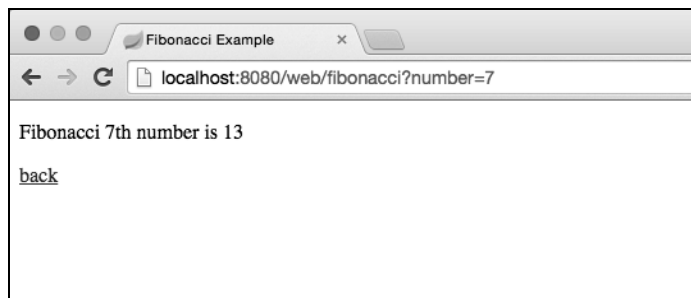 Fibonacci Example
localhost:8080/web/fibonacci?number=7
Fibonacci 7th number is 13
back